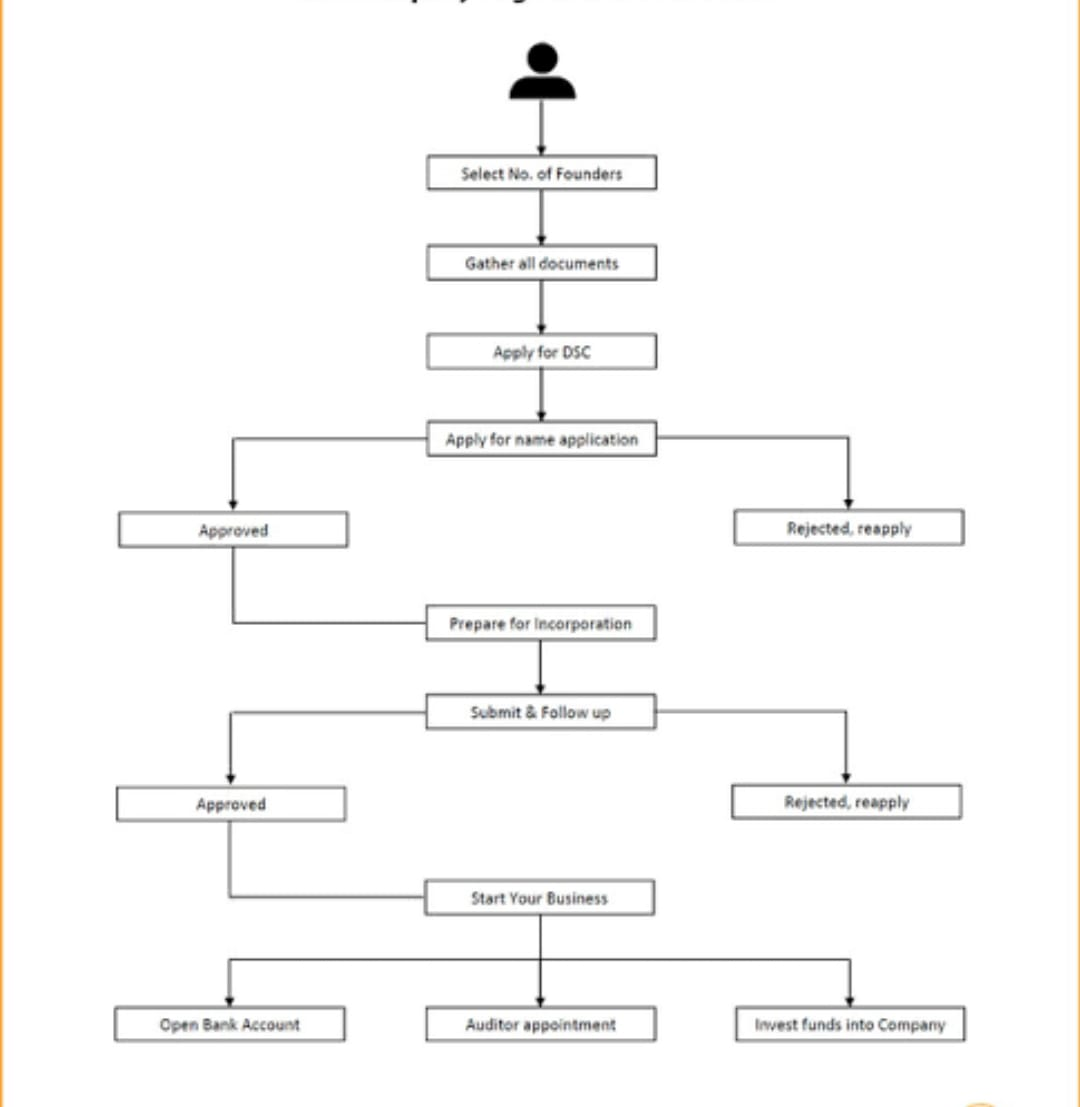 Select No. of Founders
Gather all documents
Apply for DSC
Apply for name application
Approved
Rejected, reapply
Prepare for Incorporation
Submit & Follow up
Approved
Rejected, reapply
Start Your Business
Open Bank Account
Auditor appointment
Invest funds into Company